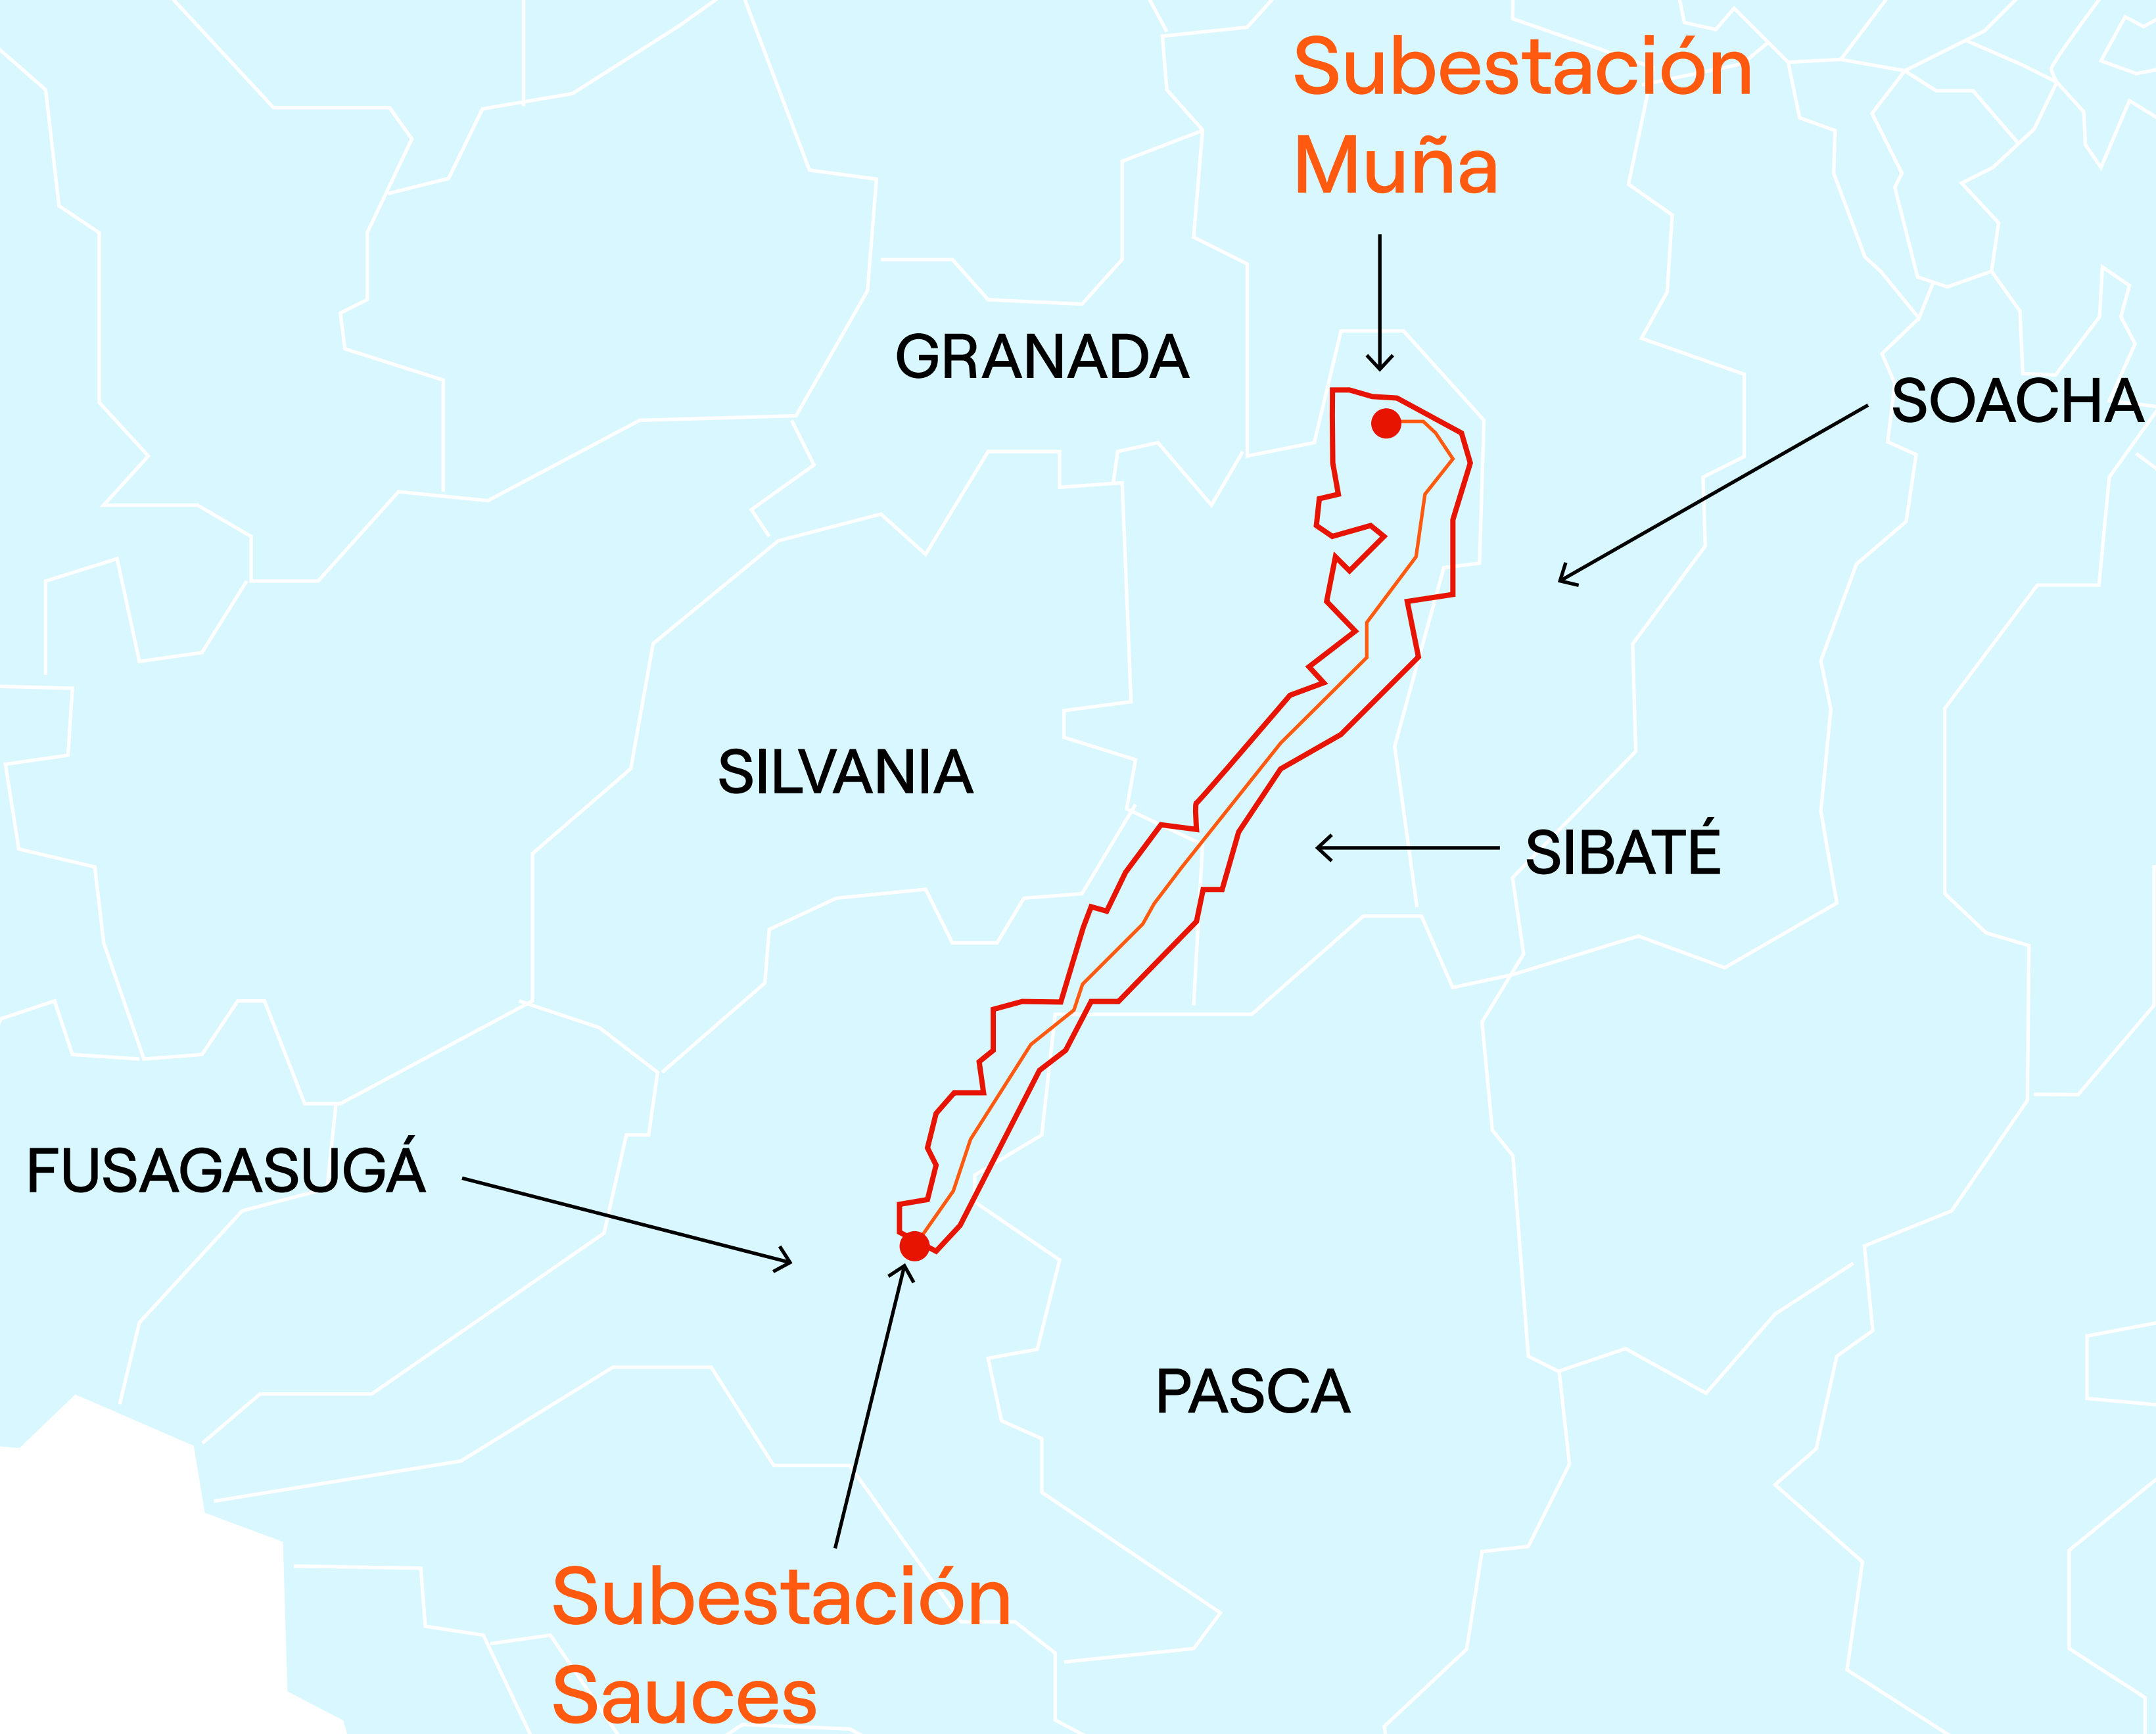 Subestación
Muña
GRANADA
SOACHA
SILVANIA
SIBATÉ
FUSAGASUGÁ
PASCA
Subestación
Sauces